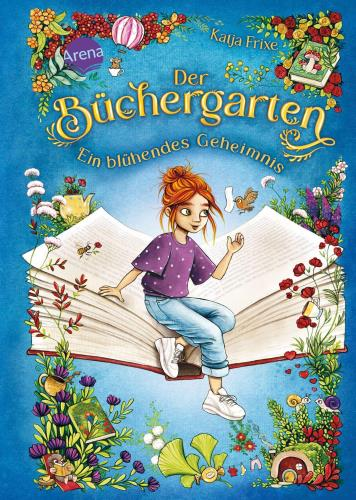 Katja Frixe
Arena
Der
Büchergarten
Ein blühendes Geheimnis